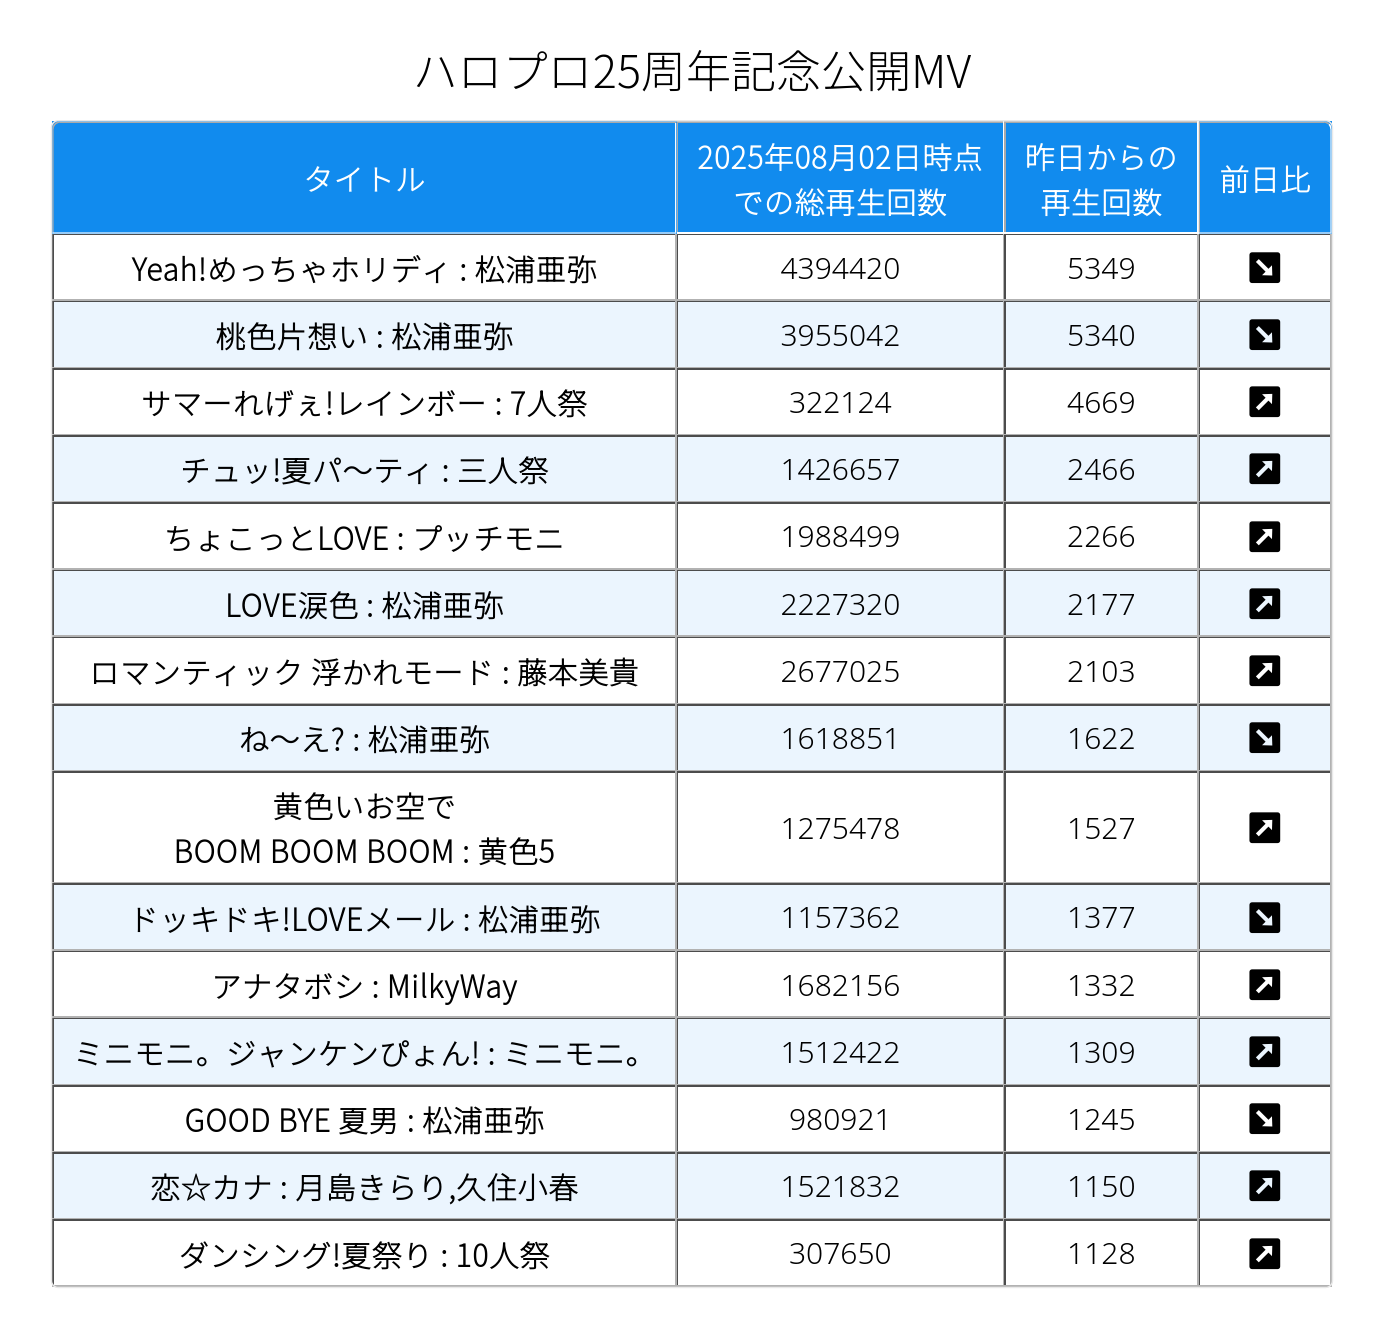 ハロプロ25周年記念公開MV
タイトル
2025年08月02日時点
での総再生回数
昨日からの
再生回数
前日比
Yeah!めっちゃホリディ : 松浦亜弥 4394420 5349 ↘
桃色片想い : 松浦亜弥 3955042 5340 ↘
サマーれげぇ!レインボー : 7人祭 322124 4669 ↗
チュッ!夏パ〜ティ : 三人祭 1426657 2466 ↗
ちょこっとLOVE : プッチモニ 1988499 2266 ↗
LOVE涙色 : 松浦亜弥 2227320 2177 ↗
ロマンティック 浮かれモード : 藤本美貴 2677025 2103 ↗
ね〜え? : 松浦亜弥 1618851 1622 ↘
黄色いお空で
BOOM BOOM BOOM : 黄色5 1275478 1527 ↗
ドッキドキ!LOVEメール : 松浦亜弥 1157362 1377 ↘
アナタボシ : MilkyWay 1682156 1332 ↗
ミニモニ。ジャンケンぴょん! : ミニモニ。 1512422 1309 ↗
GOOD BYE 夏男 : 松浦亜弥 980921 1245 ↘
恋☆カナ : 月島きらり,久住小春 1521832 1150 ↗
ダンシング!夏祭り : 10人祭 307650 1128 ↗